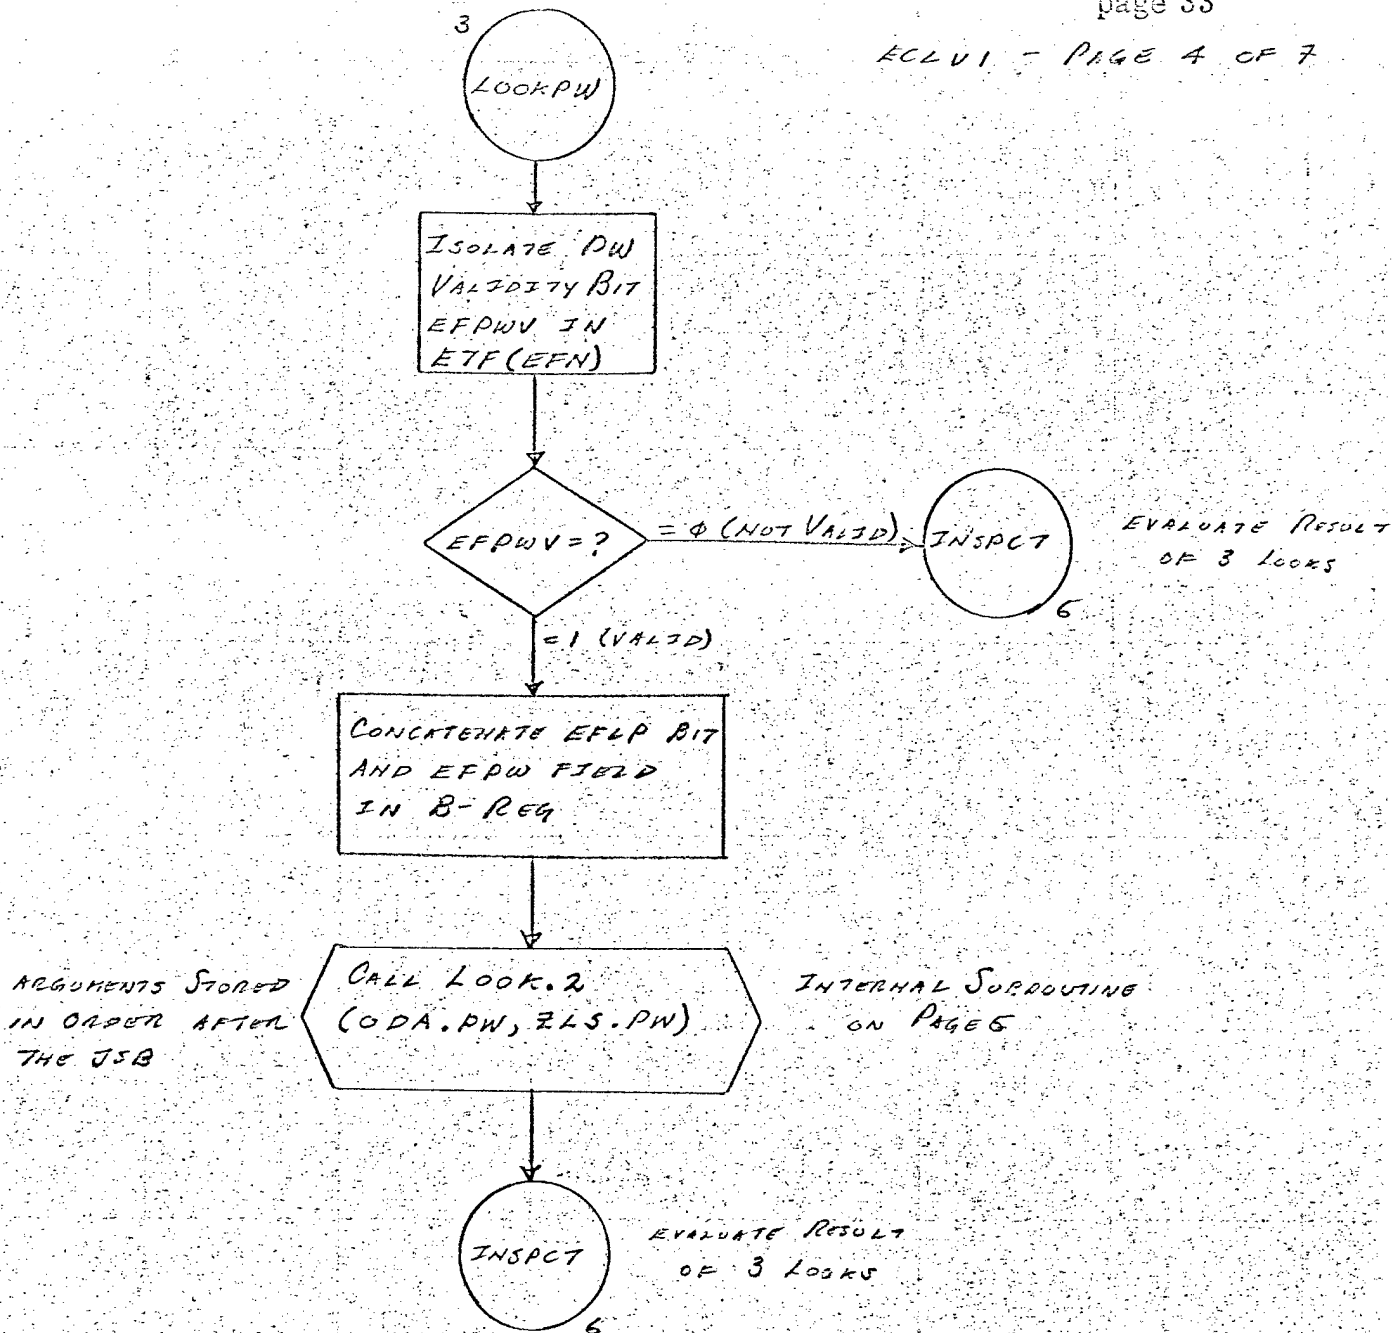 page 33
ECLV1 - PAGE 4 OF 7
3
LOOKPW
ISOLATE PW
VALIDITY BIT
EFPWV IN
ETF(EFN)
EFPWV=?
= φ (NOT VALID)
INSPCT
6
EVALUATE RESULT
OF 3 LOOKS
= 1 (VALID)
CONCATENATE EFLP BIT
AND EFPW FIELD
IN B-REG
ARGUMENTS STORED
IN ORDER AFTER
THE JSB
CALL LOOK.2
(ODA.PW, ZLS.PW)
INTERNAL SUBROUTINE
ON PAGE 5
INSPCT
6
EVALUATE RESULT
OF 3 LOOKS